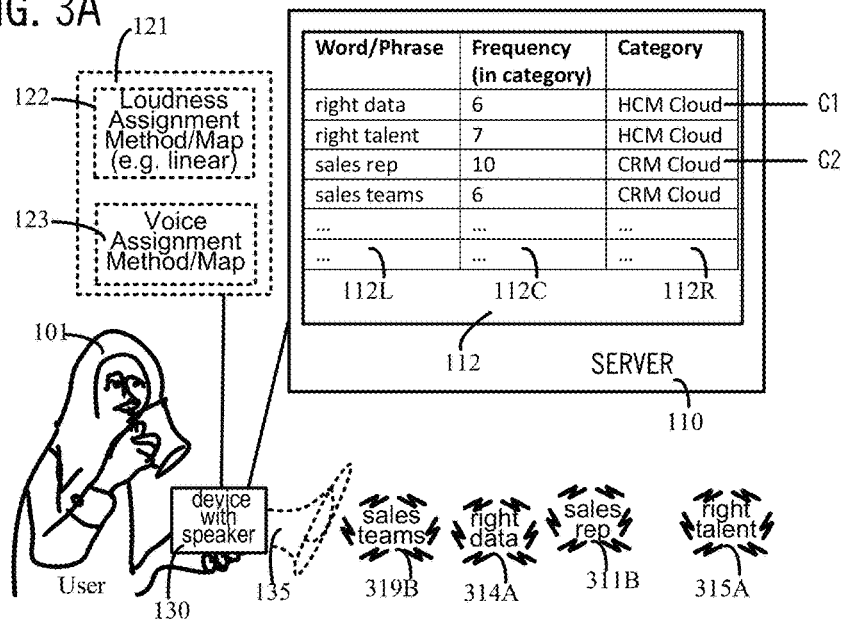 FIG. 3A
121
122
Loudness
Assignment
Method/Map
(e.g. linear)
123
Voice
Assignment
Method/Map
Word/Phrase Frequency (in category) Category
right data 6 HCM Cloud C1
right talent 7 HCM Cloud
sales rep 10 CRM Cloud C2
sales teams 6 CRM Cloud
... ... ...
... ... ...
112L 112C 112R
112
SERVER
110
101
device
with
speaker
User
130
135
sales
teams
319B
right
data
314A
sales
rep
311B
right
talent
315A